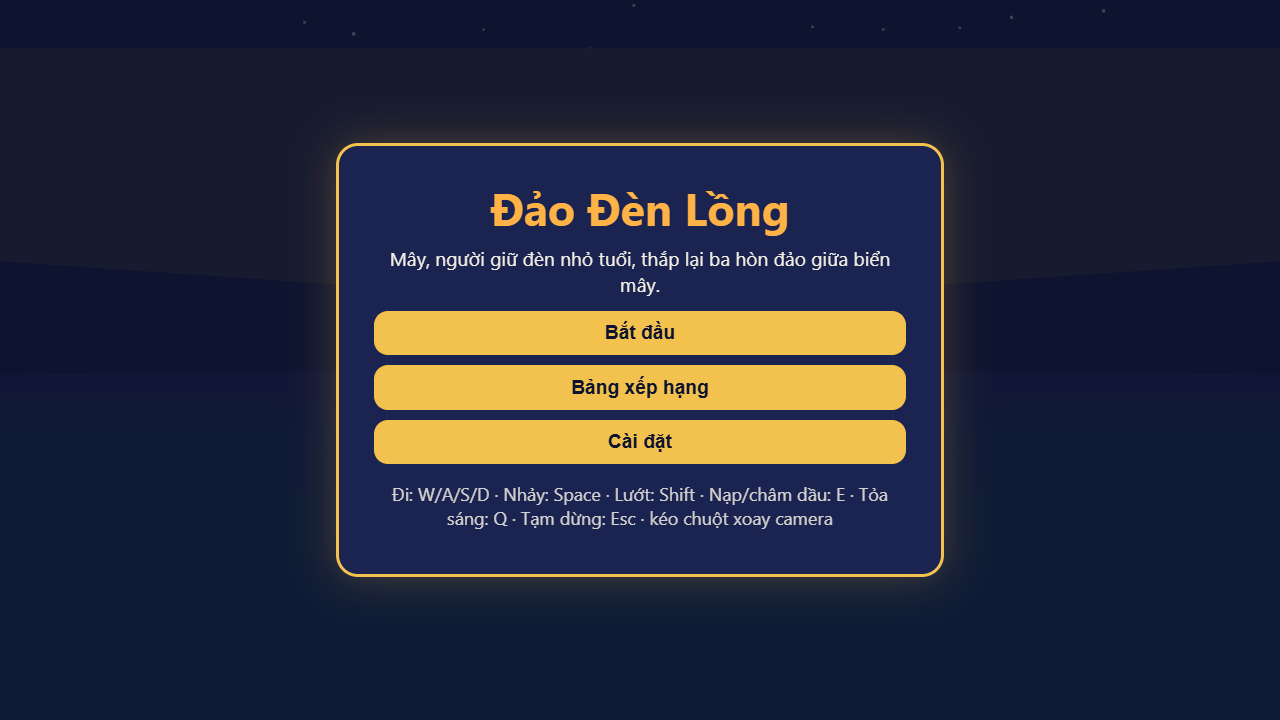 Đảo Đèn Lồng
Mây, người giữ đèn nhỏ tuổi, thắp lại ba hòn đảo giữa biển
mây.
Bắt đầu
Bảng xếp hạng
Cài đặt
Đi: W/A/S/D · Nhảy: Space · Lướt: Shift · Nạp/châm dầu: E · Tỏa
sáng: Q · Tạm dừng: Esc · kéo chuột xoay camera